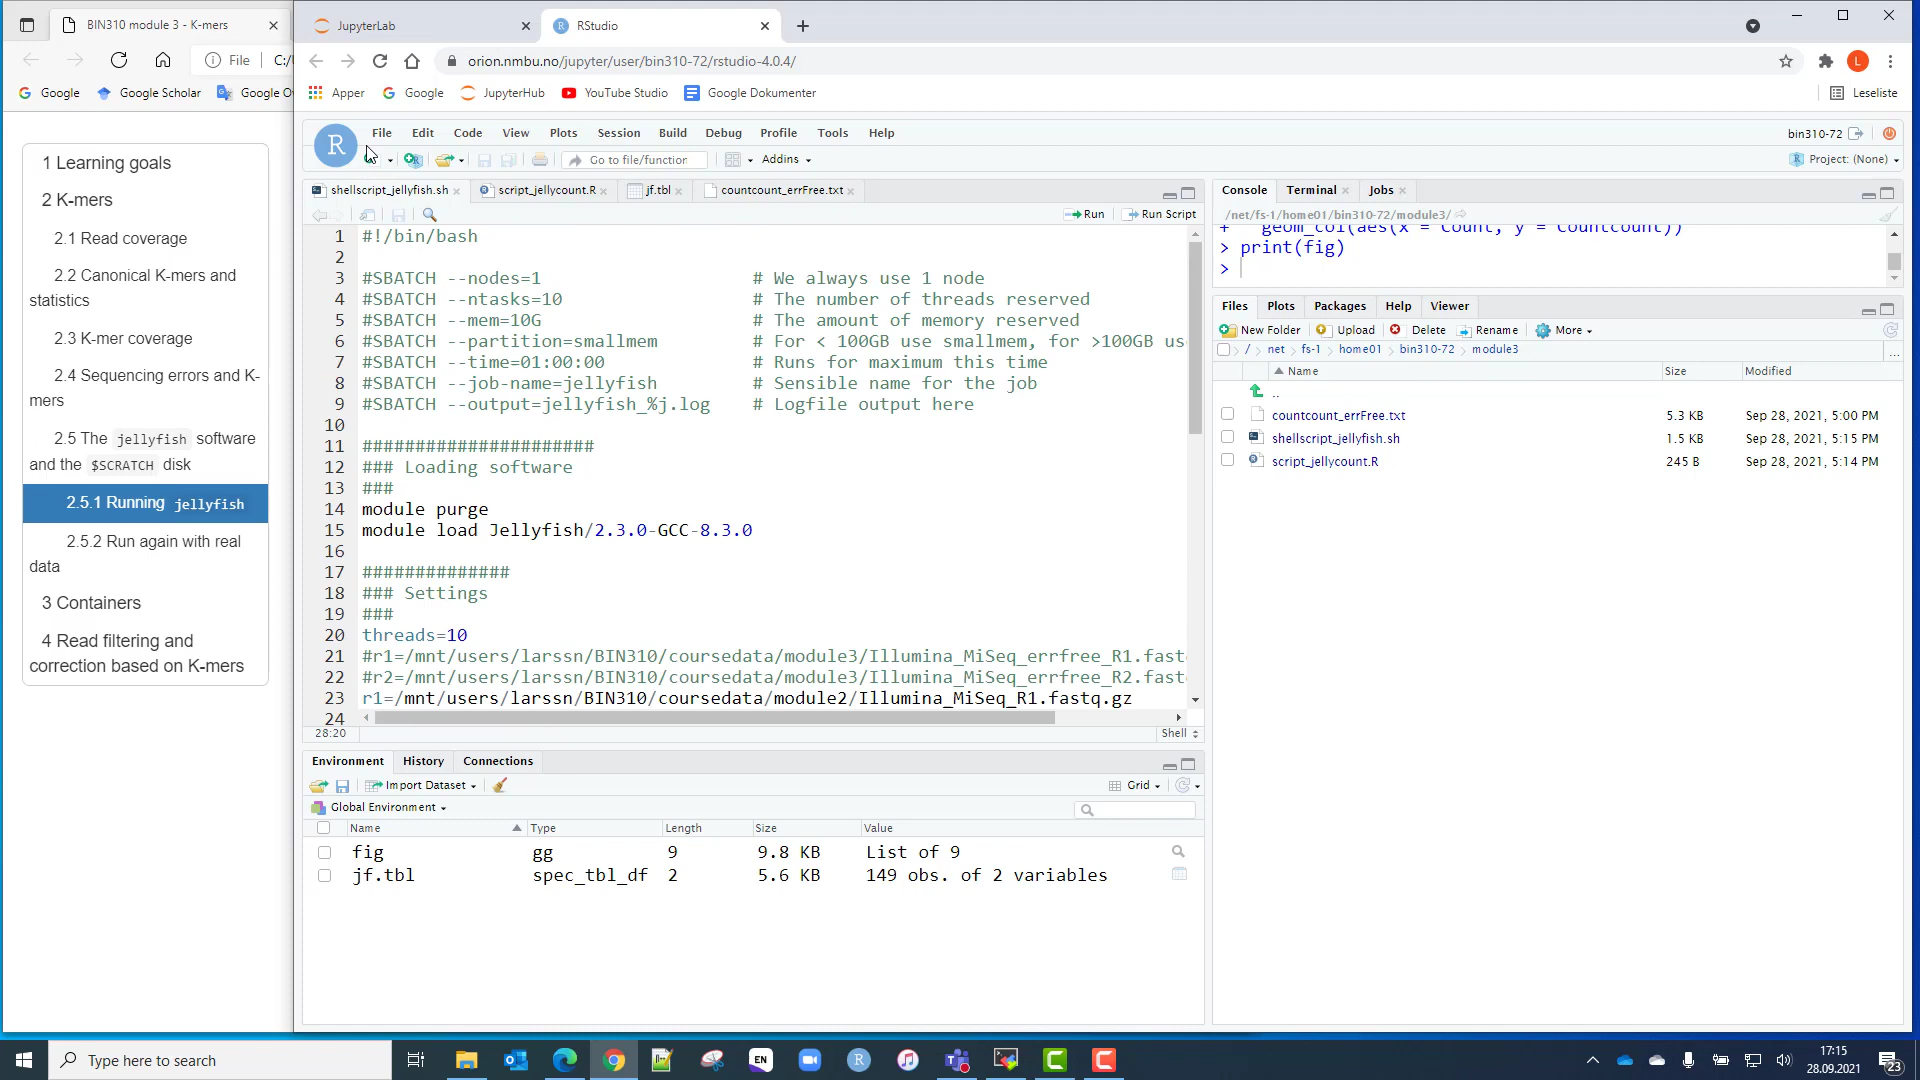 BIN310 module 3 - K-mers
File C:/
Google Google Scholar Google O
1 Learning goals
2 K-mers
2.1 Read coverage
2.2 Canonical K-mers and
statistics
2.3 K-mer coverage
2.4 Sequencing errors and K-
mers
2.5 The jellyfish software
and the $SCRATCH disk
2.5.1 Running jellyfish
2.5.2 Run again with real
data
3 Containers
4 Read filtering and
correction based on K-mers
JupyterLab RStudio
orion.nmbu.no/jupyter/user/bin310-72/rstudio-4.0.4/
L
Apper Google JupyterHub YouTube Studio Google Dokumenter Leseliste
R File Edit Code View Plots Session Build Debug Profile Tools Help bin310-72
Go to file/function Addins Project: (None)
shellscript_jellyfish.sh script_jellycount.R jf.tbl countcount_errFree.txt
Run Run Script
1 #!/bin/bash
2
3 #SBATCH --nodes=1 # We always use 1 node
4 #SBATCH --ntasks=10 # The number of threads reserved
5 #SBATCH --mem=10G # The amount of memory reserved
6 #SBATCH --partition=smallmem # For < 100GB use smallmem, for >100GB us
7 #SBATCH --time=01:00:00 # Runs for maximum this time
8 #SBATCH --job-name=jellyfish # Sensible name for the job
9 #SBATCH --output=jellyfish_%j.log # Logfile output here
10
11 ######################
12 ### Loading software
13 ###
14 module purge
15 module load Jellyfish/2.3.0-GCC-8.3.0
16
17 ##############
18 ### Settings
19 ###
20 threads=10
21 #r1=/mnt/users/larssn/BIN310/coursedata/module3/Illumina_MiSeq_errfree_R1.fast
22 #r2=/mnt/users/larssn/BIN310/coursedata/module3/Illumina_MiSeq_errfree_R2.fast
23 r1=/mnt/users/larssn/BIN310/coursedata/module2/Illumina_MiSeq_R1.fastq.gz
24
28:20 Shell
Environment History Connections
Import Dataset Grid
Global Environment
Name Type Length Size Value
fig gg 9 9.8 KB List of 9
jf.tbl spec_tbl_df 2 5.6 KB 149 obs. of 2 variables
Console Terminal Jobs
/net/fs-1/home01/bin310-72/module3/
+ geom_col(aes(x = Count, y = Countcount))
> print(fig)
>
Files Plots Packages Help Viewer
New Folder Upload Delete Rename More
/ net fs-1 home01 bin310-72 module3 ...
Name Size Modified
..
countcount_errFree.txt 5.3 KB Sep 28, 2021, 5:00 PM
shellscript_jellyfish.sh 1.5 KB Sep 28, 2021, 5:15 PM
script_jellycount.R 245 B Sep 28, 2021, 5:14 PM
Type here to search EN 17:15
28.09.2021
23